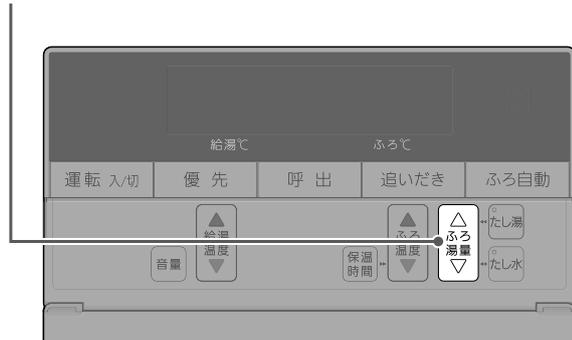 給湯℃ ふろ℃
運転 入/切 優先 呼出 追いだき ふろ自動
給湯
温度
音量
保温
時間
ふろ
温度
ふろ
湯量
たし湯
たし水